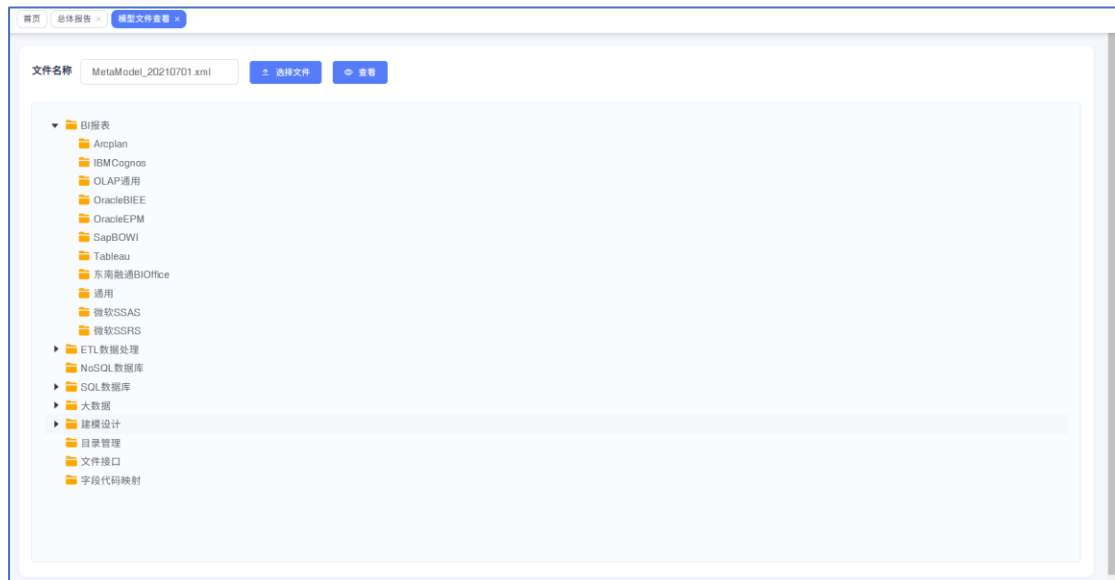 首页 总体报告 × 模型文件查看 ×
文件名称 MetaModel_20210701.xml 选择文件 查看
BI报表
Arcplan
IBMCognos
OLAP通用
OracleBIEE
OracleEPM
SapBOWI
Tableau
东南融通BIOffice
通用
微软SSAS
微软SSRS
ETL数据处理
NoSQL数据库
SQL数据库
大数据
建模设计
目录管理
文件接口
字段代码映射